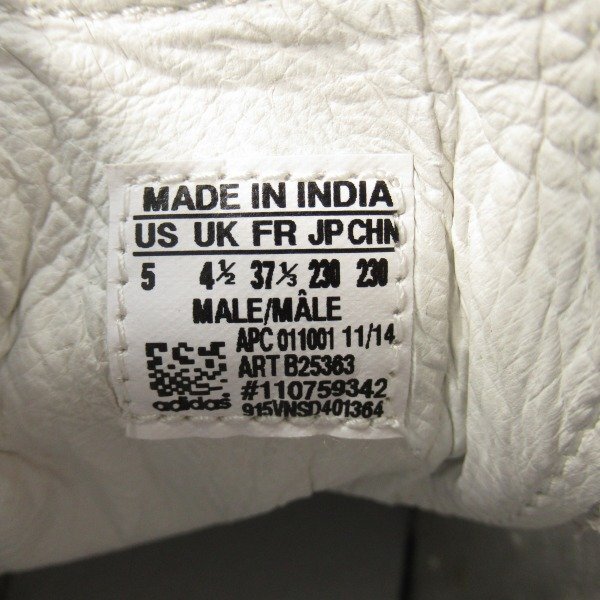 MADE IN INDIA
US UK FR JP CHN
5 4½ 37⅓ 230 230
MALE/MÂLE
APC 011001 11/14
ART B25363
#110759342
adidas 915VNSD401364